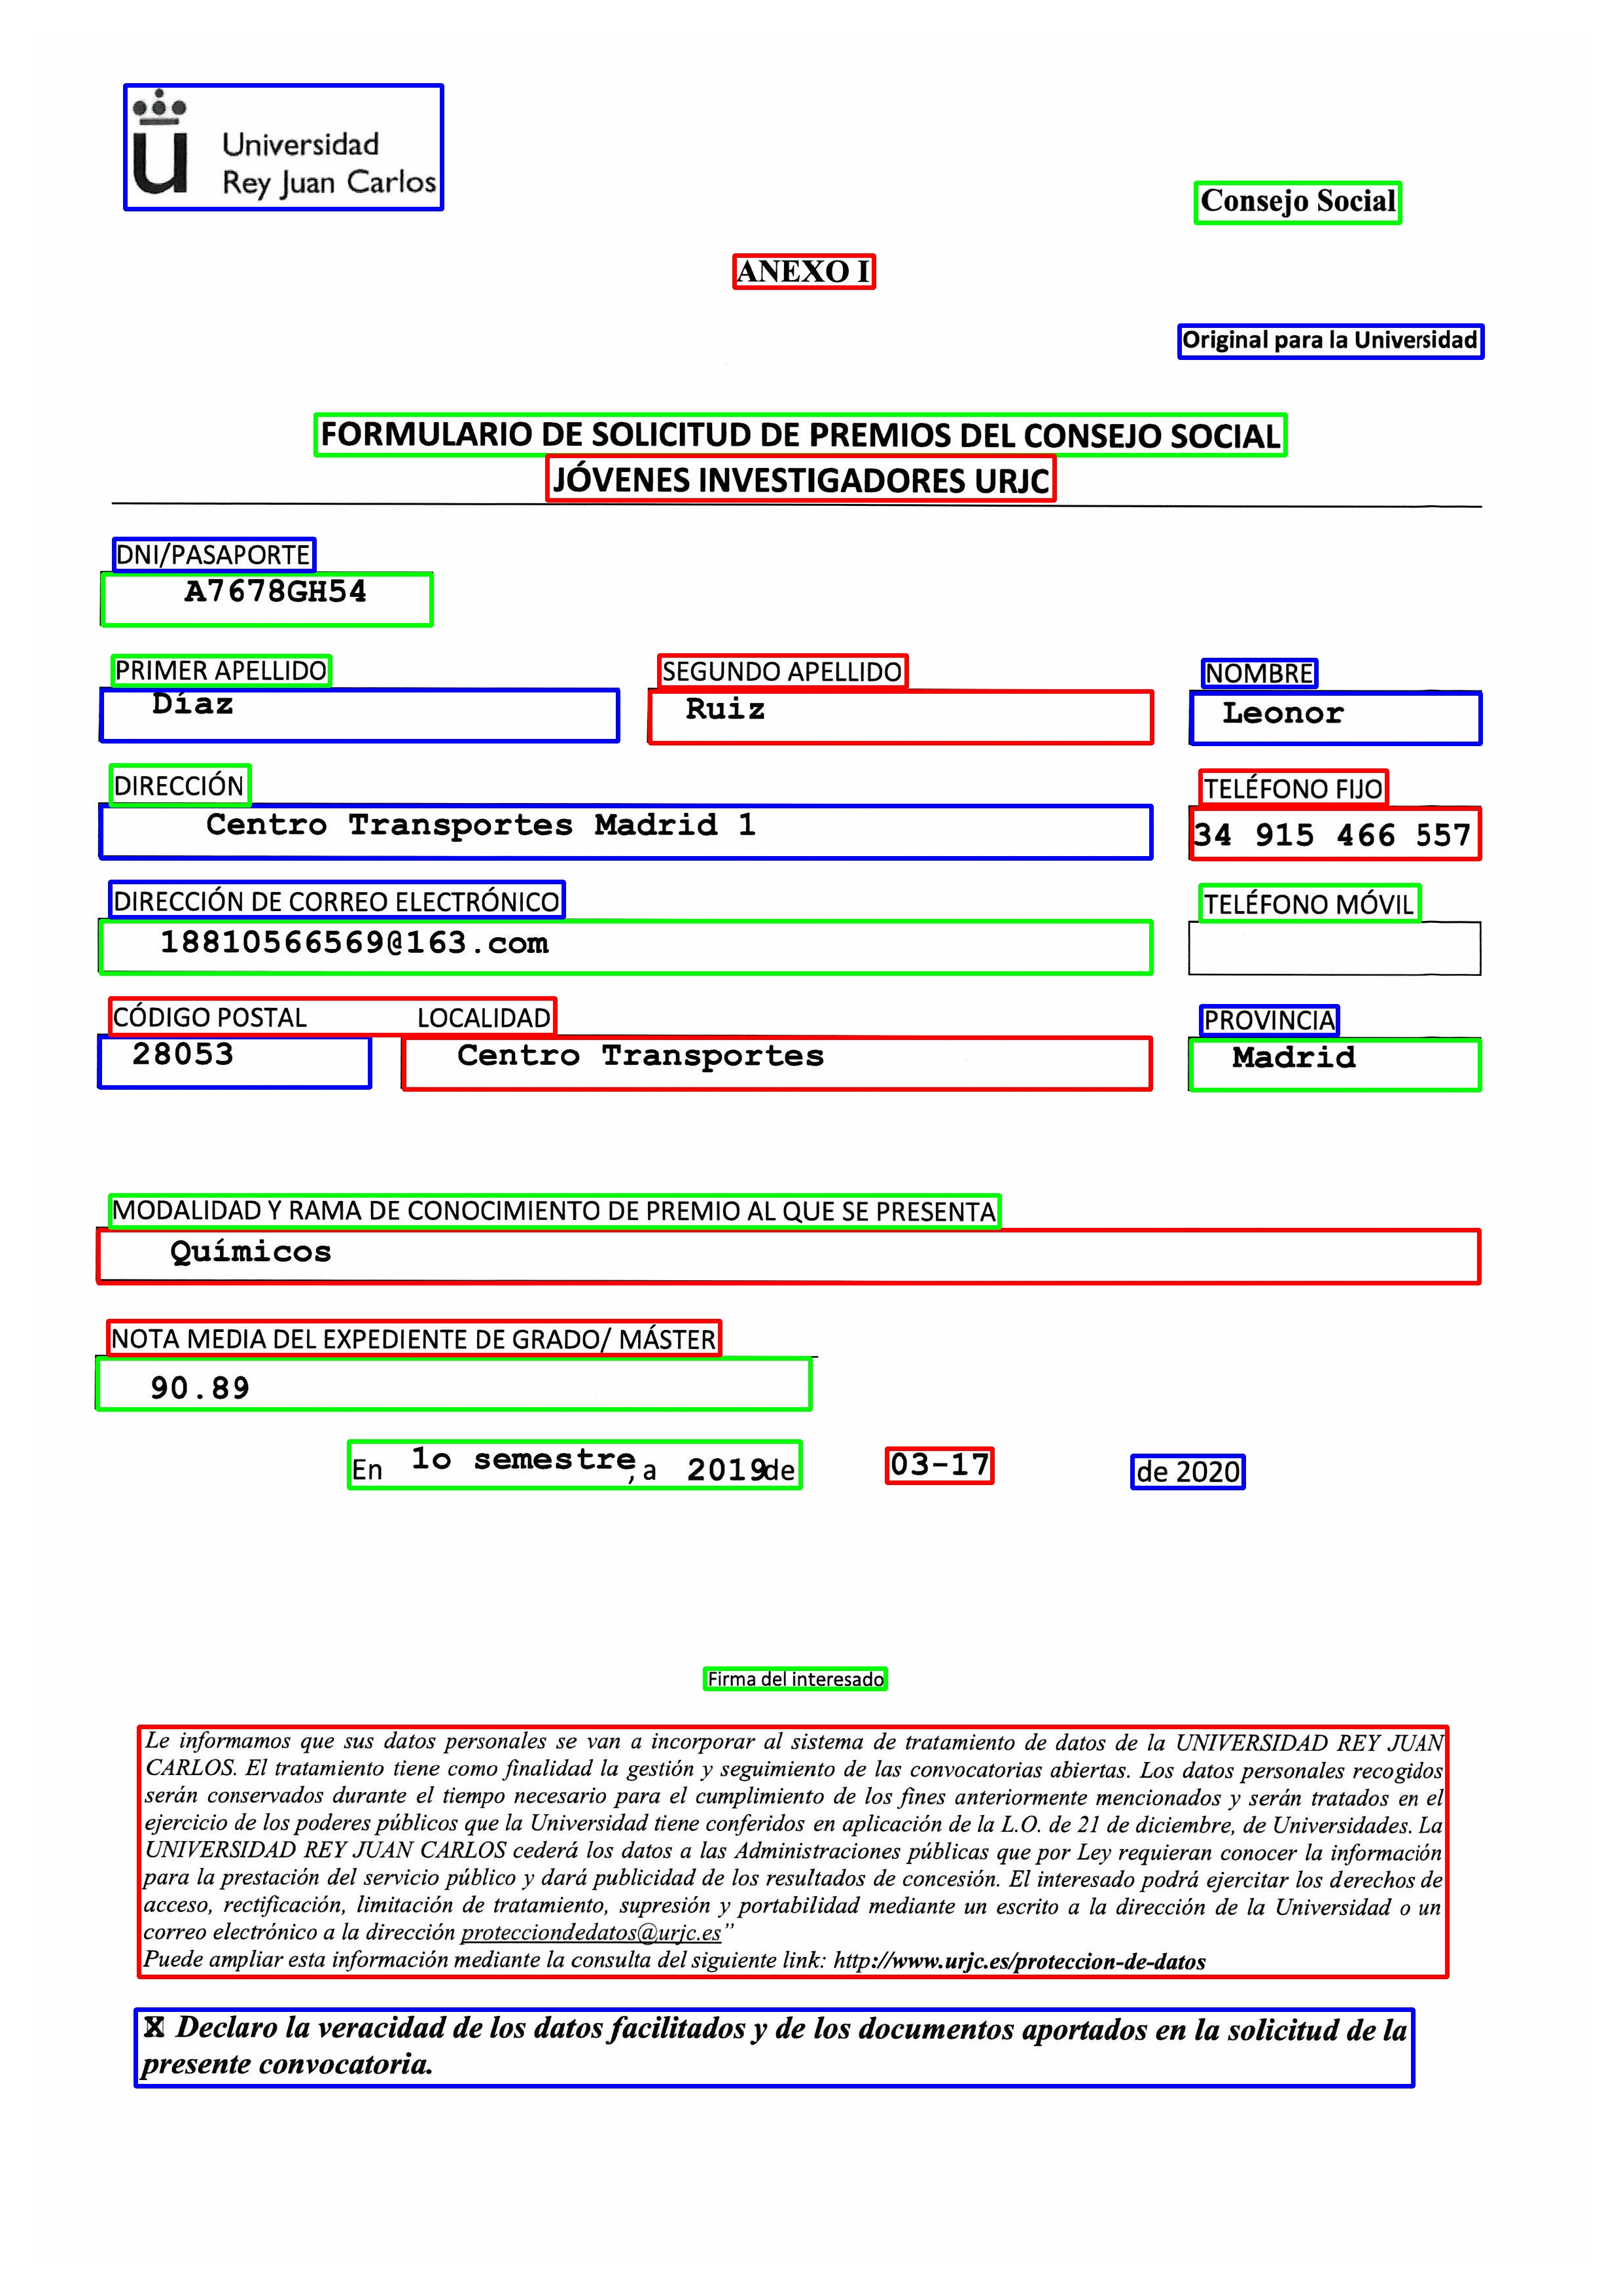 Universidad
Rey Juan Carlos
Consejo Social
ANEXO I
Original para la Universidad
FORMULARIO DE SOLICITUD DE PREMIOS DEL CONSEJO SOCIAL
JÓVENES INVESTIGADORES URJC
DNI/PASAPORTE
A7678GH54
PRIMER APELLIDO SEGUNDO APELLIDO NOMBRE
Díaz Ruiz Leonor
DIRECCIÓN TELÉFONO FIJO
Centro Transportes Madrid 1 34 915 466 557
DIRECCIÓN DE CORREO ELECTRÓNICO TELÉFONO MÓVIL
18810566569@163.com
CÓDIGO POSTAL LOCALIDAD PROVINCIA
28053 Centro Transportes Madrid
MODALIDAD Y RAMA DE CONOCIMIENTO DE PREMIO AL QUE SE PRESENTA
Químicos
NOTA MEDIA DEL EXPEDIENTE DE GRADO/ MÁSTER
90.89
En 1o semestre, a 2019 de 03-17 de 2020
Firma del interesado
Le informamos que sus datos personales se van a incorporar al sistema de tratamiento de datos de la UNIVERSIDAD REY JUAN
CARLOS. El tratamiento tiene como finalidad la gestión y seguimiento de las convocatorias abiertas. Los datos personales recogidos
serán conservados durante el tiempo necesario para el cumplimiento de los fines anteriormente mencionados y serán tratados en el
ejercicio de los poderes públicos que la Universidad tiene conferidos en aplicación de la L.O. de 21 de diciembre, de Universidades. La
UNIVERSIDAD REY JUAN CARLOS cederá los datos a las Administraciones públicas que por Ley requieran conocer la información
para la prestación del servicio público y dará publicidad de los resultados de concesión. El interesado podrá ejercitar los derechos de
acceso, rectificación, limitación de tratamiento, supresión y portabilidad mediante un escrito a la dirección de la Universidad o un
correo electrónico a la dirección protecciondedatos@urjc.es”
Puede ampliar esta información mediante la consulta del siguiente link: http://www.urjc.es/proteccion-de-datos
X Declaro la veracidad de los datos facilitados y de los documentos aportados en la solicitud de la
presente convocatoria.